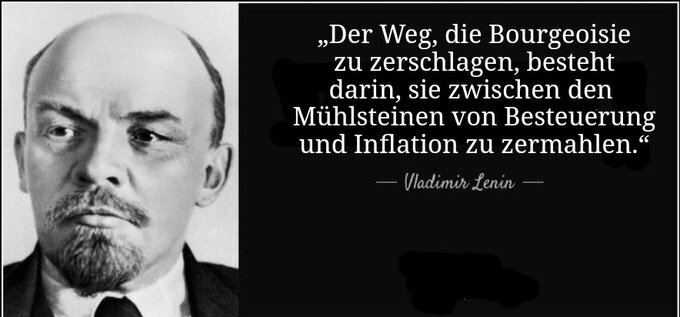 „Der Weg, die Bourgeoisie
zu zerschlagen, besteht
darin, sie zwischen den
Mühlsteinen von Besteuerung
und Inflation zu zermahlen.“
— Vladimir Lenin —